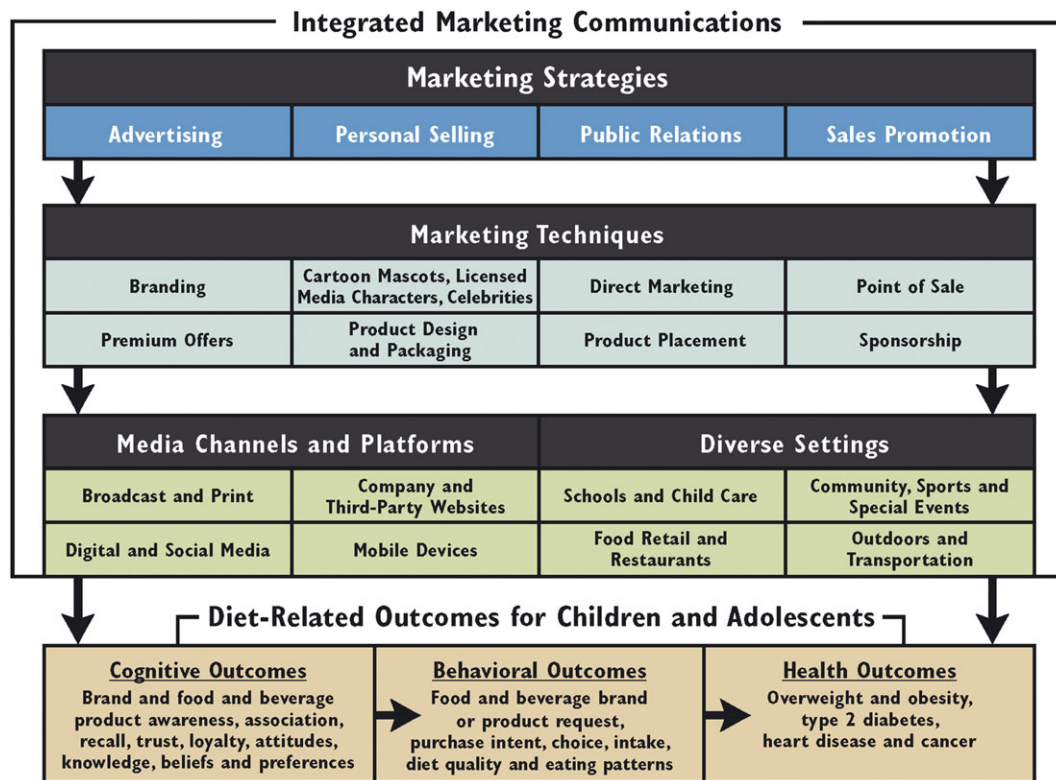 Integrated Marketing Communications
Marketing Strategies
Advertising
Personal Selling
Public Relations
Sales Promotion
Marketing Techniques
Branding
Cartoon Mascots, Licensed
Media Characters, Celebrities
Direct Marketing
Point of Sale
Premium Offers
Product Design
and Packaging
Product Placement
Sponsorship
Media Channels and Platforms
Diverse Settings
Broadcast and Print
Company and
Third-Party Websites
Schools and Child Care
Community, Sports and
Special Events
Digital and Social Media
Mobile Devices
Food Retail and
Restaurants
Outdoors and
Transportation
Diet-Related Outcomes for Children and Adolescents
Cognitive Outcomes
Brand and food and beverage
product awareness, association,
recall, trust, loyalty, attitudes,
knowledge, beliefs and preferences
Behavioral Outcomes
Food and beverage brand
or product request,
purchase intent, choice, intake,
diet quality and eating patterns
Health Outcomes
Overweight and obesity,
type 2 diabetes,
heart disease and cancer